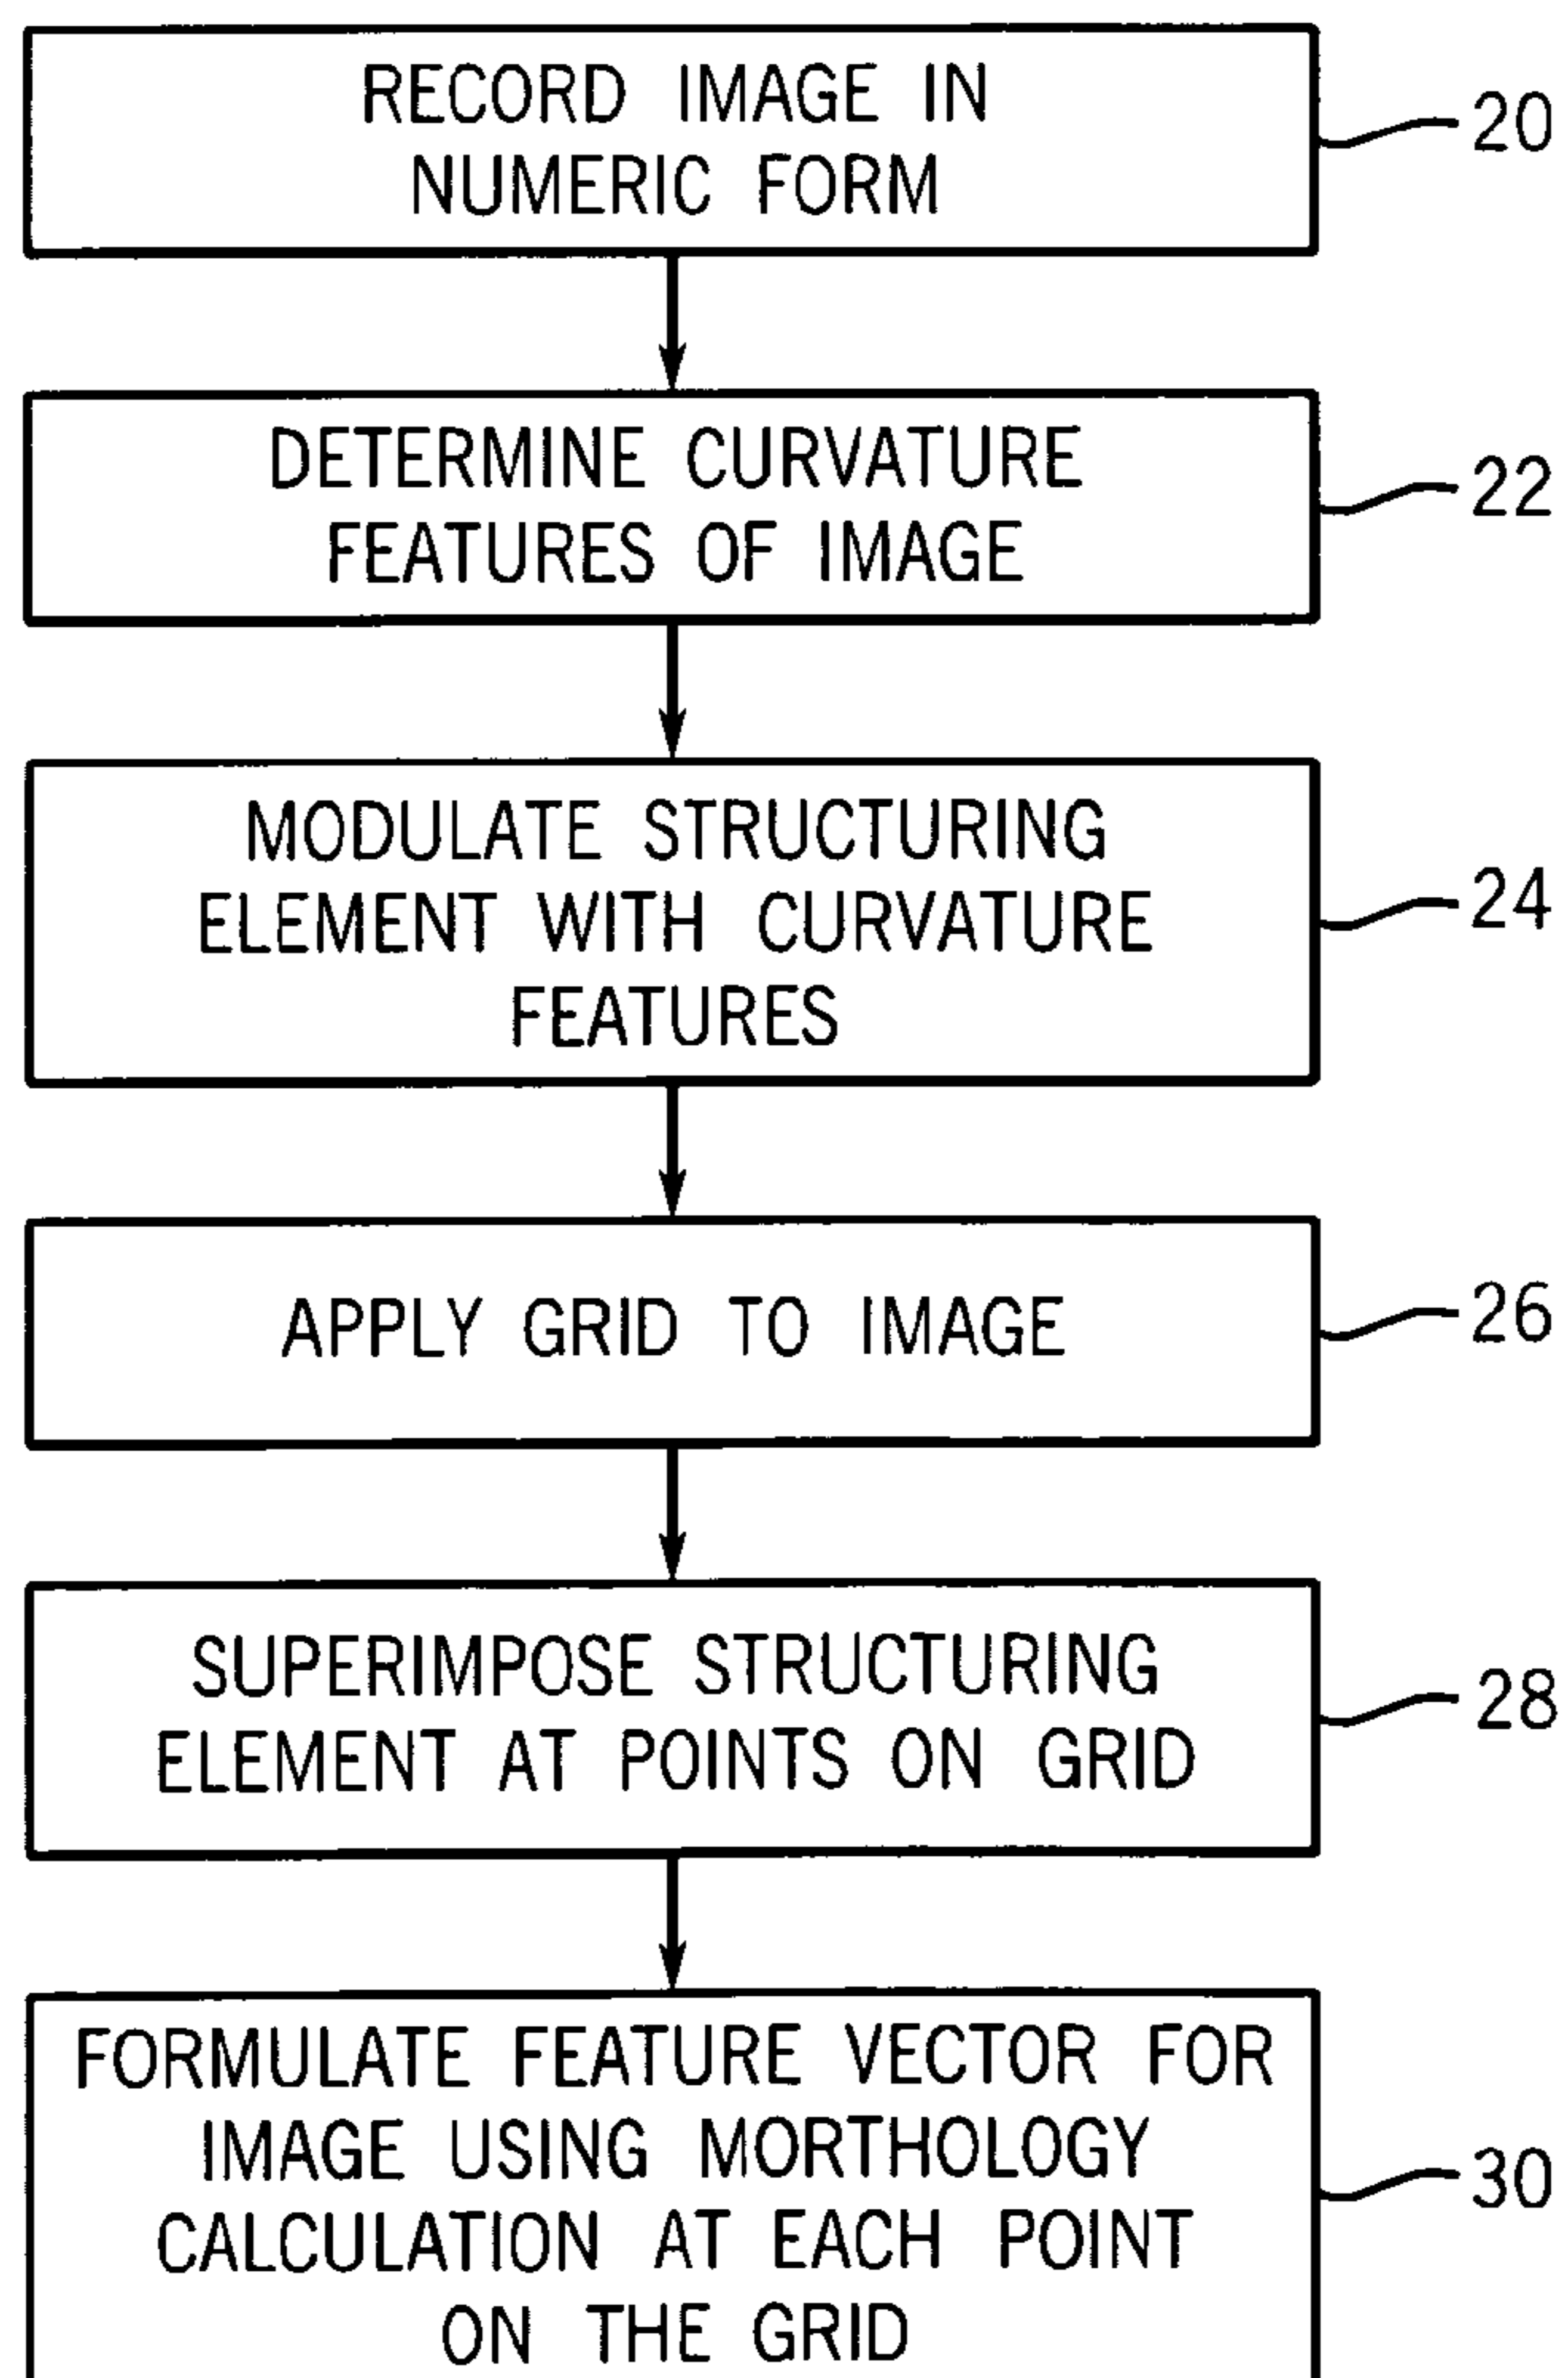 RECORD IMAGE IN
NUMERIC FORM
20
DETERMINE CURVATURE
FEATURES OF IMAGE
22
MODULATE STRUCTURING
ELEMENT WITH CURVATURE
FEATURES
24
APPLY GRID TO IMAGE
26
SUPERIMPOSE STRUCTURING
ELEMENT AT POINTS ON GRID
28
FORMULATE FEATURE VECTOR FOR
IMAGE USING MORTHOLOGY
CALCULATION AT EACH POINT
ON THE GRID
30